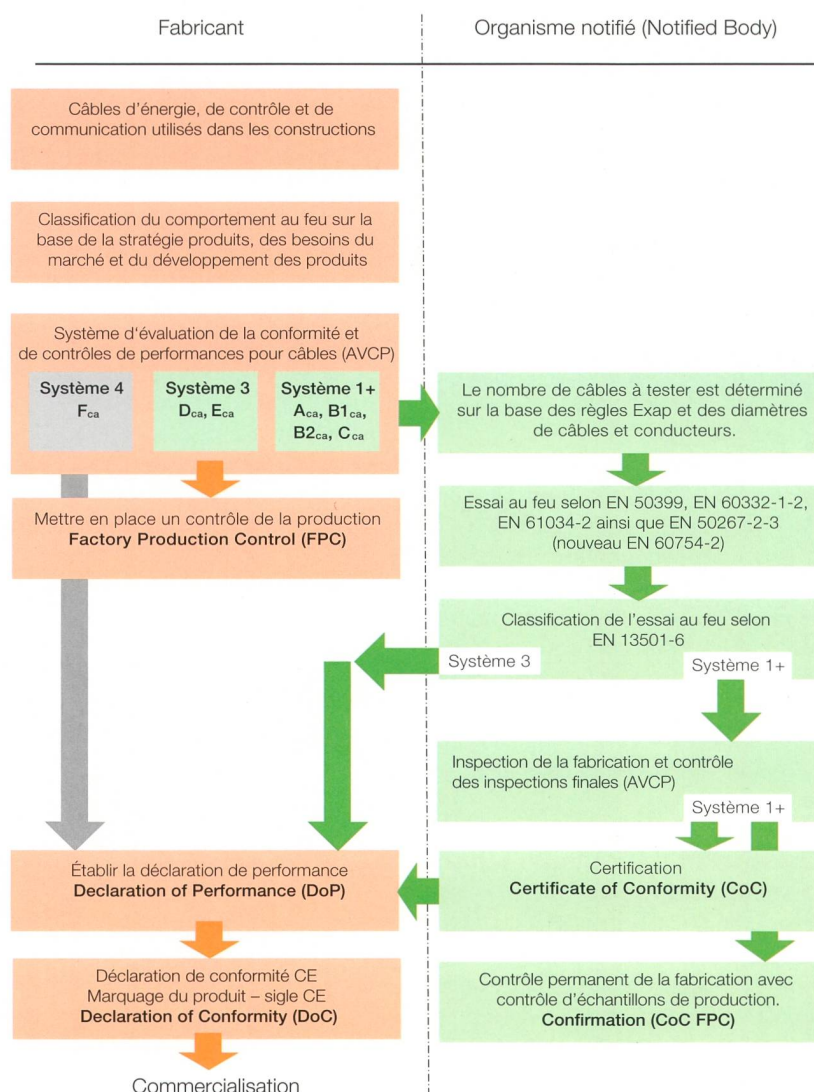 Fabricant
Organisme notifié (Notified Body)
Câbles d'énergie, de contrôle et de
communication utilisés dans les constructions
Classification du comportement au feu sur la
base de la stratégie produits, des besoins du
marché et du développement des produits
Système d'évaluation de la conformité et
de contrôles de performances pour câbles (AVCP)
Système 4
Fca
Système 3
Dca, Eca
Système 1+
Aca, B1ca,
B2ca, Cca
Le nombre de câbles à tester est déterminé
sur la base des règles Exap et des diamètres
de câbles et conducteurs.
Mettre en place un contrôle de la production
Factory Production Control (FPC)
Essai au feu selon EN 50399, EN 60332-1-2,
EN 61034-2 ainsi que EN 50267-2-3
(nouveau EN 60754-2)
Classification de l'essai au feu selon
EN 13501-6
Système 3
Système 1+
Inspection de la fabrication et contrôle
des inspections finales (AVCP)
Système 1+
Établir la déclaration de performance
Declaration of Performance (DoP)
Certification
Certificate of Conformity (CoC)
Déclaration de conformité CE
Marquage du produit – sigle CE
Declaration of Conformity (DoC)
Contrôle permanent de la fabrication avec
contrôle d'échantillons de production.
Confirmation (CoC FPC)
Commercialisation